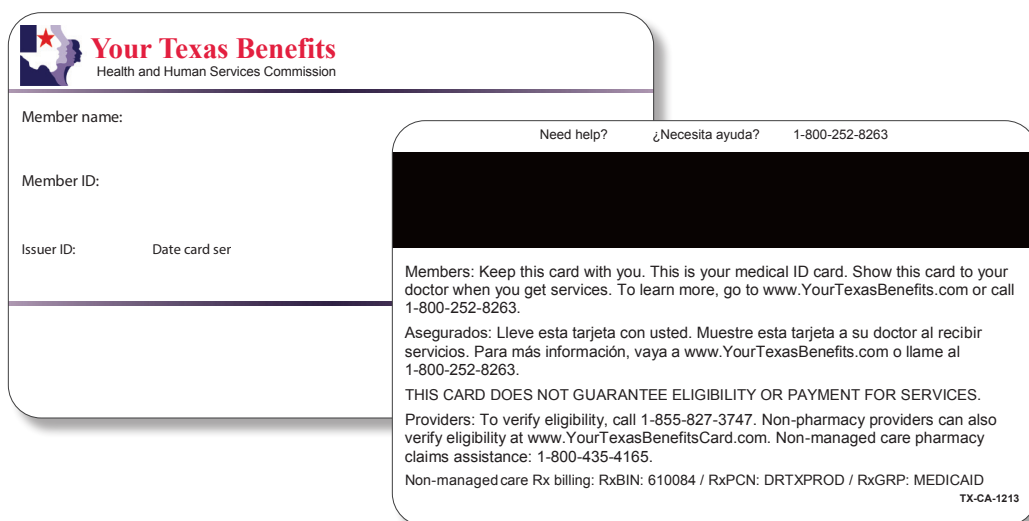 Your Texas Benefits
Health and Human Services Commission
Member name:
Member ID:
Issuer ID: Date card ser
Need help? ¿Necesita ayuda? 1-800-252-8263
Members: Keep this card with you. This is your medical ID card. Show this card to your
doctor when you get services. To learn more, go to www.YourTexasBenefits.com or call
1-800-252-8263.
Asegurados: Lleve esta tarjeta con usted. Muestre esta tarjeta a su doctor al recibir
servicios. Para más información, vaya a www.YourTexasBenefits.com o llame al
1-800-252-8263.
THIS CARD DOES NOT GUARANTEE ELIGIBILITY OR PAYMENT FOR SERVICES.
Providers: To verify eligibility, call 1-855-827-3747. Non-pharmacy providers can also
verify eligibility at www.YourTexasBenefitsCard.com. Non-managed care pharmacy
claims assistance: 1-800-435-4165.
Non-managed care Rx billing: RxBIN: 610084 / RxPCN: DRTXPROD / RxGRP: MEDICAID
TX-CA-1213